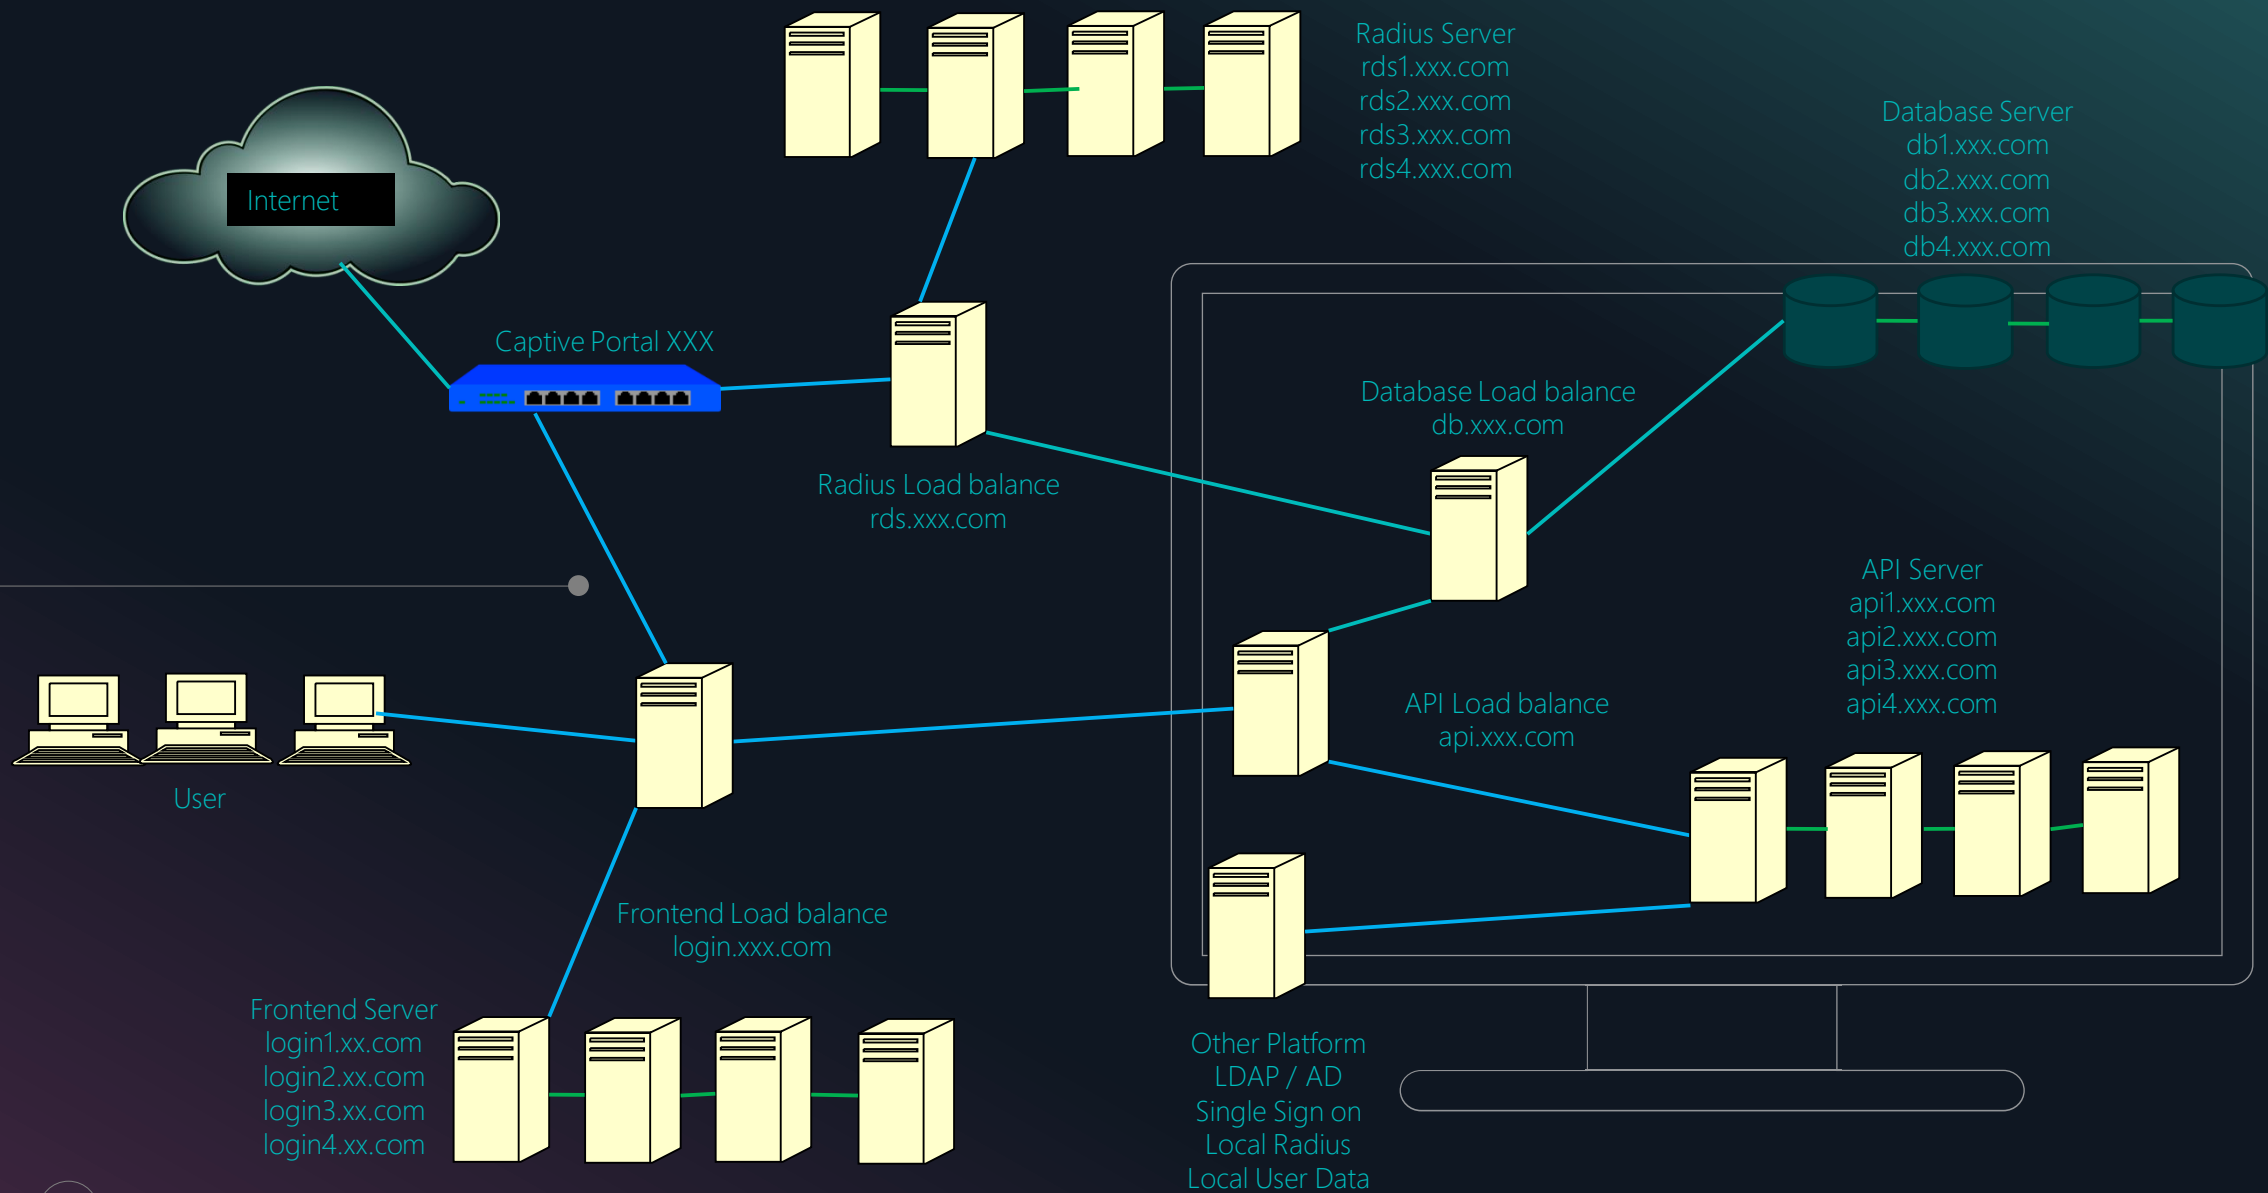 Radius Server
rds1.xxx.com
rds2.xxx.com
rds3.xxx.com
rds4.xxx.com
Database Server
db1.xxx.com
db2.xxx.com
db3.xxx.com
db4.xxx.com
Internet
Captive Portal XXX
Radius Load balance
rds.xxx.com
Database Load balance
db.xxx.com
API Server
api1.xxx.com
api2.xxx.com
api3.xxx.com
api4.xxx.com
API Load balance
api.xxx.com
User
Frontend Load balance
login.xxx.com
Frontend Server
login1.xx.com
login2.xx.com
login3.xx.com
login4.xx.com
Other Platform
LDAP / AD
Single Sign on
Local Radius
Local User Data